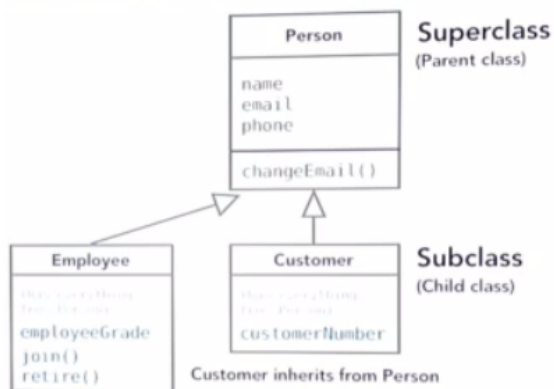 Person
Superclass
(Parent class)
name
email
phone
changeEmail()
Employee
Customer
Subclass
(Child class)
employeeGrade
join()
retire()
customerNumber
Customer inherits from Person